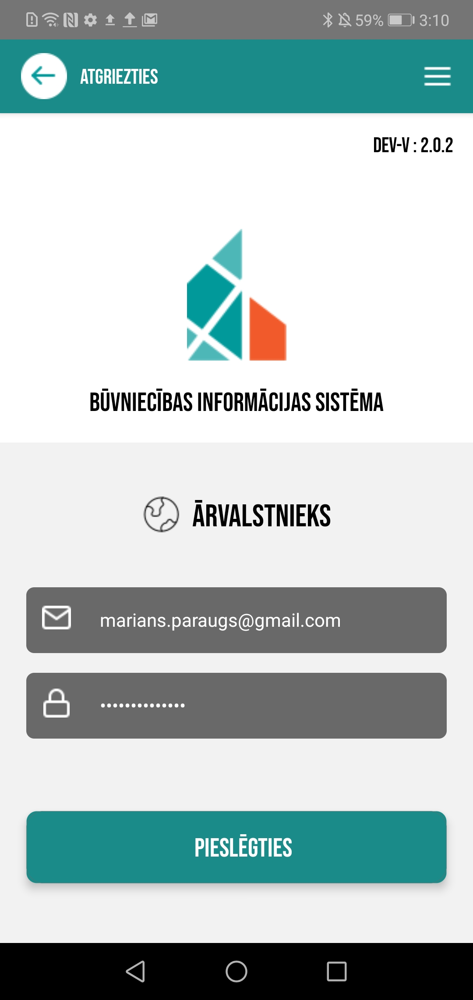 59% 3:10
ATGRIEZTIES
DEV-V : 2.0.2
BŪVNIECĪBAS INFORMĀCIJAS SISTĒMA
ĀRVALSTNIEKS
marians.paraugs@gmail.com
••••••••••••••
PIESLĒGTIES